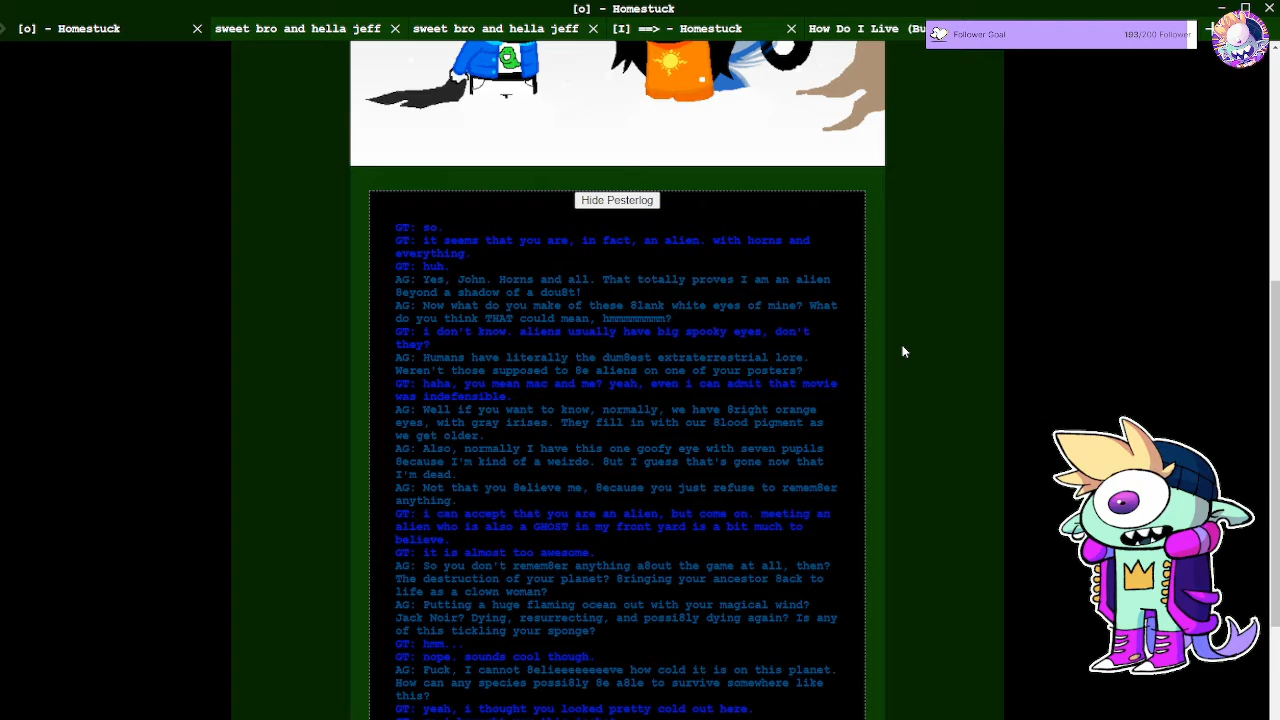 [o] - Homestuck
[o] - Homestuck
sweet bro and hella jeff
sweet bro and hella jeff
[I] ==> - Homestuck
How Do I Live (Bu
Follower Goal
193/200 Follower
Hide Pesterlog
GT: so.
GT: it seems that you are, in fact, an alien. with horns and
everything.
GT: huh.
AG: Yes, John. Horns and all. That totally proves I am an alien
8eyond a shadow of a dou8t!
AG: Now what do you make of these 8lank white eyes of mine? What
do you think THAT could mean, hmmmmmmmm?
GT: i don't know. aliens usually have big spooky eyes, don't
they?
AG: Humans have literally the dum8est extraterrestrial lore.
Weren't those supposed to 8e aliens on one of your posters?
GT: haha, you mean mac and me? yeah, even i can admit that movie
was indefensible.
AG: Well if you want to know, normally, we have 8right orange
eyes, with gray irises. They fill in with our 8lood pigment as
we get older.
AG: Also, normally I have this one goofy eye with seven pupils
8ecause I'm kind of a weirdo. 8ut I guess that's gone now that
I'm dead.
AG: Not that you 8elieve me, 8ecause you just refuse to remem8er
anything.
GT: i can accept that you are an alien, but come on. meeting an
alien who is also a GHOST in my front yard is a bit much to
believe.
GT: it is almost too awesome.
AG: So you don't remem8er anything a8out the game at all, then?
The destruction of your planet? 8ringing your ancestor 8ack to
life as a clown woman?
AG: Putting a huge flaming ocean out with your magical wind?
Jack Noir? Dying, resurrecting, and possi8ly dying again? Is any
of this tickling your sponge?
GT: hmm...
GT: nope. sounds cool though.
AG: Fuck, I cannot 8elieeeeeeeve how cold it is on this planet.
How can any species possi8ly 8e a8le to survive somewhere like
this?
GT: yeah, i thought you looked pretty cold out here.